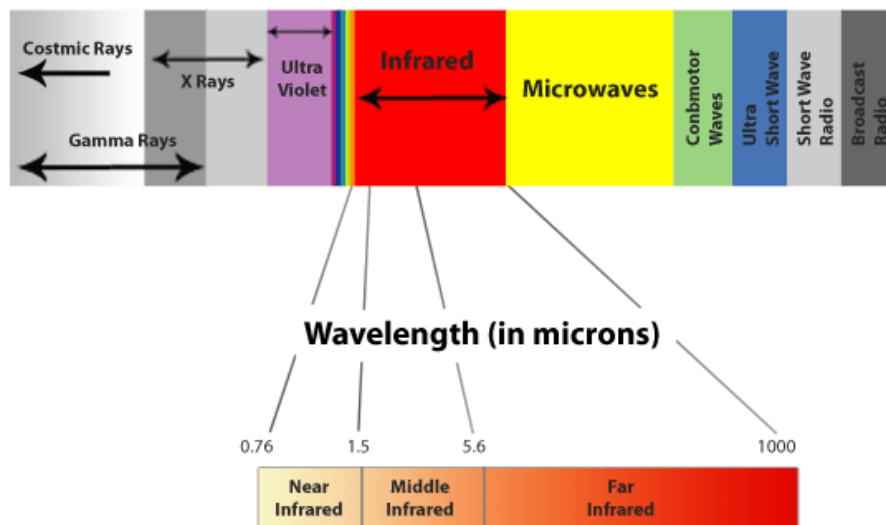 Costmic Rays
X Rays
Gamma Rays
Ultra
Violet
Infrared
Microwaves
Conbmotor
Waves
Ultra
Short Wave
Short Wave
Radio
Broadcast
Radio
Wavelength (in microns)
0.76
1.5
5.6
1000
Near
Infrared
Middle
Infrared
Far
Infrared